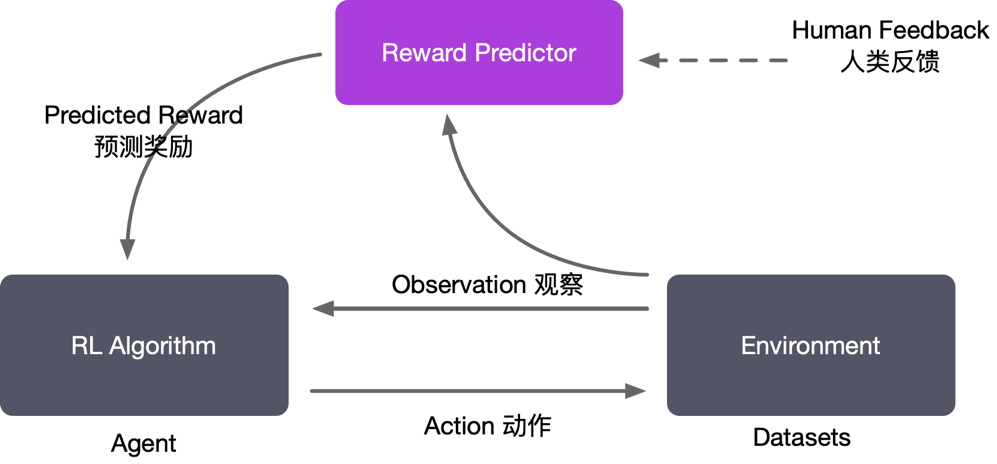 Human Feedback
人类反馈
Reward Predictor
Predicted Reward
预测奖励
Observation 观察
RL Algorithm
Environment
Action 动作
Agent
Datasets